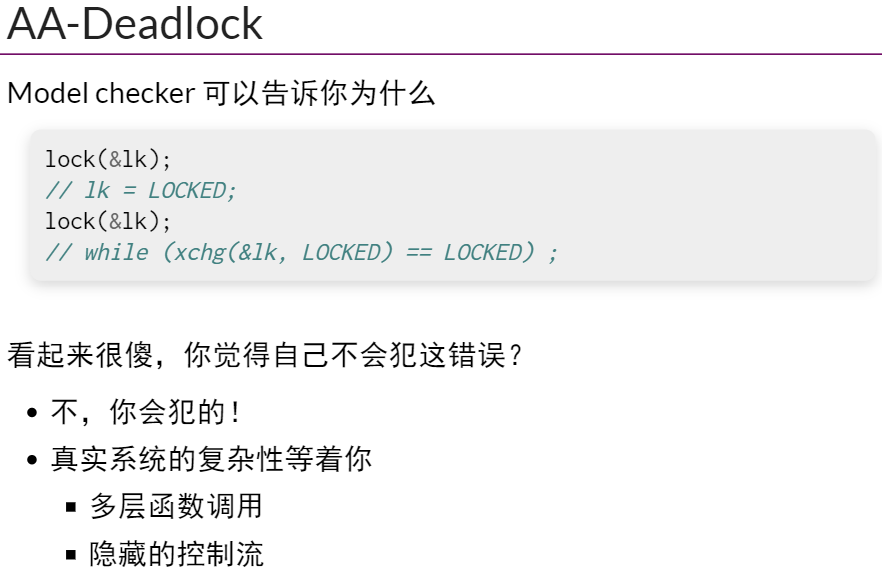 AA-Deadlock
Model checker 可以告诉你为什么
lock(&lk);
// lk = LOCKED;
lock(&lk);
// while (xchg(&lk, LOCKED) == LOCKED) ;
看起来很傻，你觉得自己不会犯这错误？
不，你会犯的！
真实系统的复杂性等着你
多层函数调用
隐藏的控制流